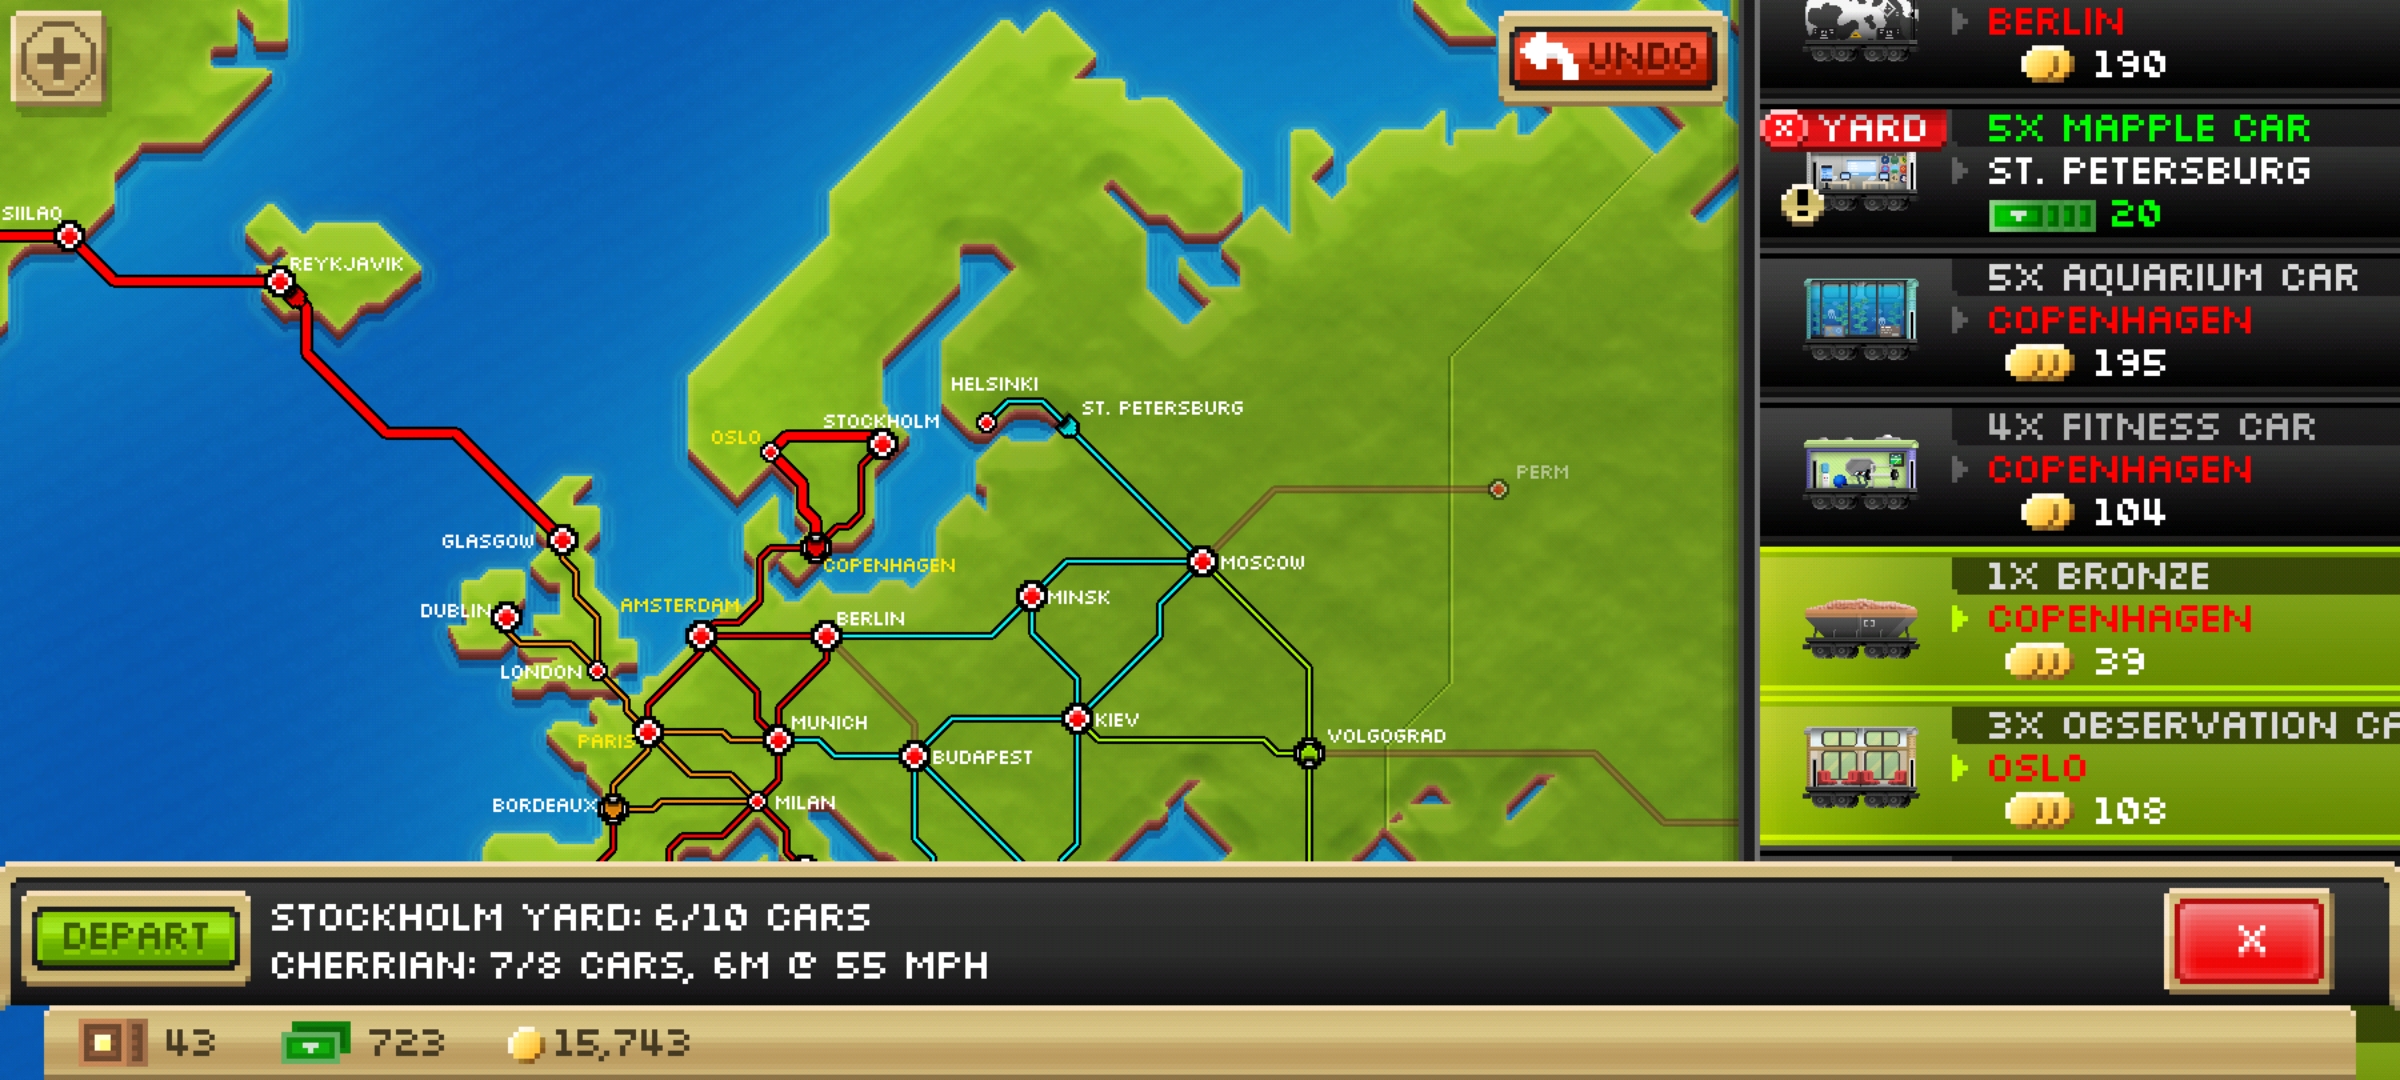 UNDO
SIILAQ
REYKJAVIK
HELSINKI
ST. PETERSBURG
STOCKHOLM
OSLO
PERM
GLASGOW
COPENHAGEN
MOSCOW
DUBLIN
AMSTERDAM
BERLIN
MINSK
LONDON
PARIS
MUNICH
BUDAPEST
KIEV
VOLGOGRAD
BORDEAUX
MILAN
BERLIN
190
YARD
5X MAPPLE CAR
ST. PETERSBURG
20
5X AQUARIUM CAR
COPENHAGEN
195
4X FITNESS CAR
COPENHAGEN
104
1X BRONZE
COPENHAGEN
39
3X OBSERVATION CA
OSLO
108
DEPART
STOCKHOLM YARD: 6/10 CARS
CHERRIAN: 7/8 CARS, 6M @ 55 MPH
X
43
723
15,743